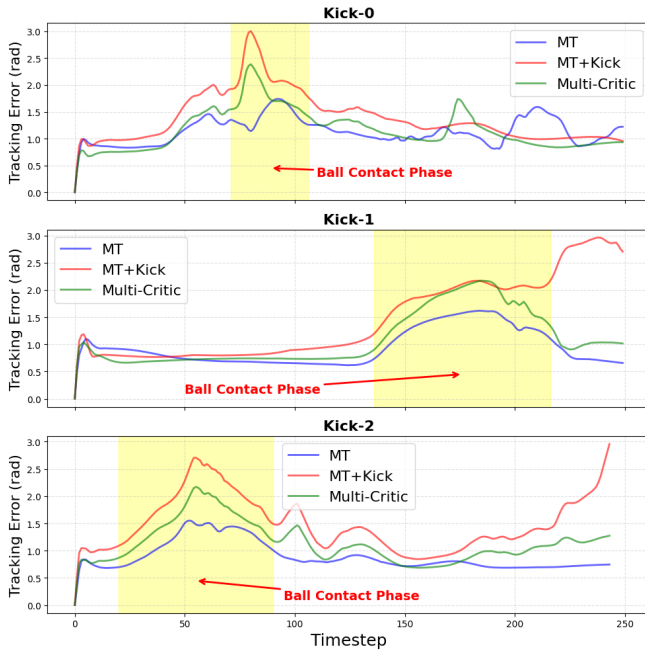 Kick-0
Tracking Error (rad)
3.0
2.5
2.0
1.5
1.0
0.5
0.0
MT
MT+Kick
Multi-Critic
Ball Contact Phase
Kick-1
Tracking Error (rad)
3.0
2.5
2.0
1.5
1.0
0.5
0.0
MT
MT+Kick
Multi-Critic
Ball Contact Phase
Kick-2
Tracking Error (rad)
3.0
2.5
2.0
1.5
1.0
0.5
0.0
MT
MT+Kick
Multi-Critic
Ball Contact Phase
0 50 100 150 200 250
Timestep